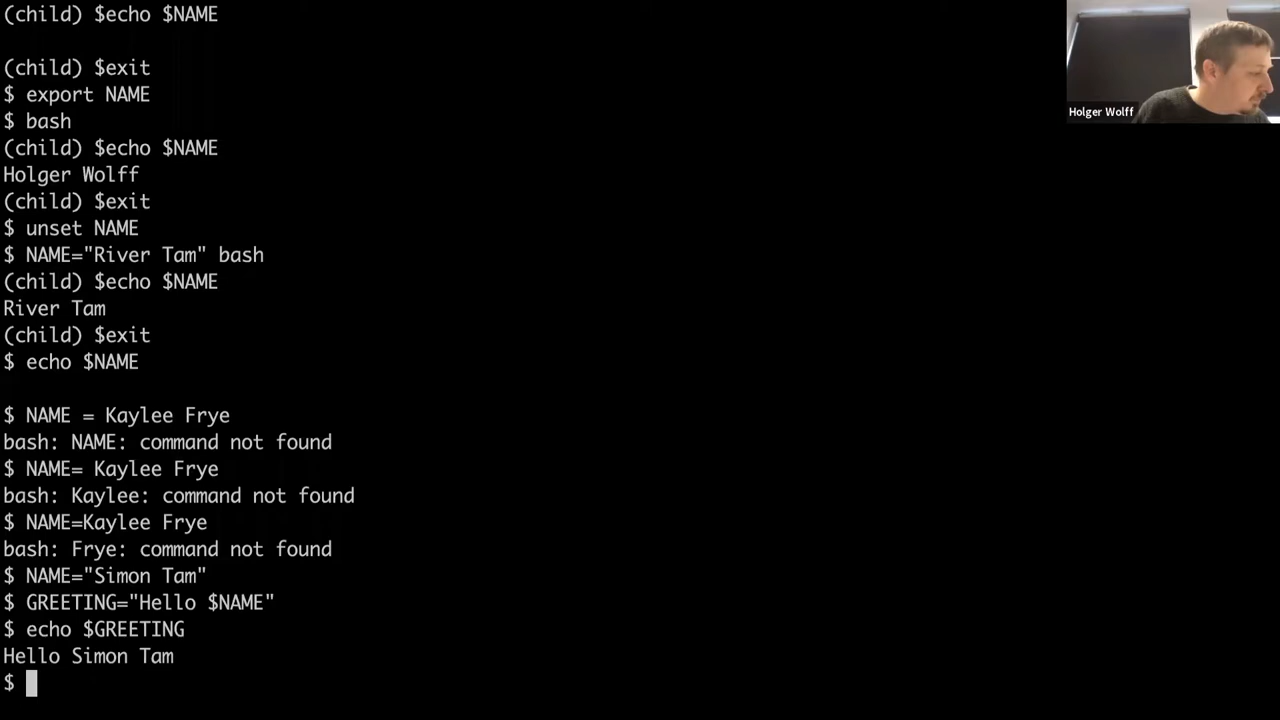 (child) $echo $NAME
(child) $exit
$ export NAME
$ bash
(child) $echo $NAME
Holger Wolff
(child) $exit
$ unset NAME
$ NAME="River Tam" bash
(child) $echo $NAME
River Tam
(child) $exit
$ echo $NAME
$ NAME = Kaylee Frye
bash: NAME: command not found
$ NAME= Kaylee Frye
bash: Kaylee: command not found
$ NAME=Kaylee Frye
bash: Frye: command not found
$ NAME="Simon Tam"
$ GREETING="Hello $NAME"
$ echo $GREETING
Hello Simon Tam
$
Holger Wolff